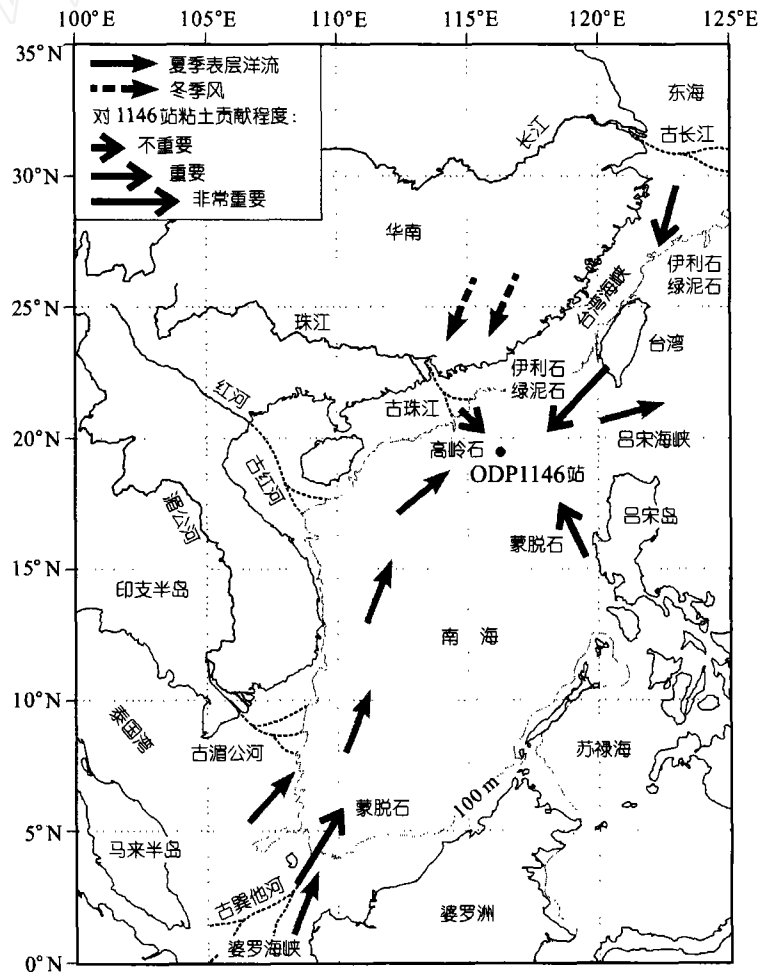 100°E
105°E
110°E
115°E
120°E
125°E
35°N
夏季表层洋流
冬季风
对1146站粘土贡献程度：
不重要
重要
非常重要
东海
长江
古长江
30°N
华南
伊利石
绿泥石
台湾海峡
25°N
珠江
台湾
伊利石
绿泥石
红河
古珠江
20°N
吕宋海峡
高岭石
ODP1146站
古红河
湄公河
吕宋岛
蒙脱石
15°N
印支半岛
南 海
10°N
泰国湾
古湄公河
苏禄海
100 m
蒙脱石
5°N
马来半岛
古巽他河
婆罗洲
婆罗海峡
0°N